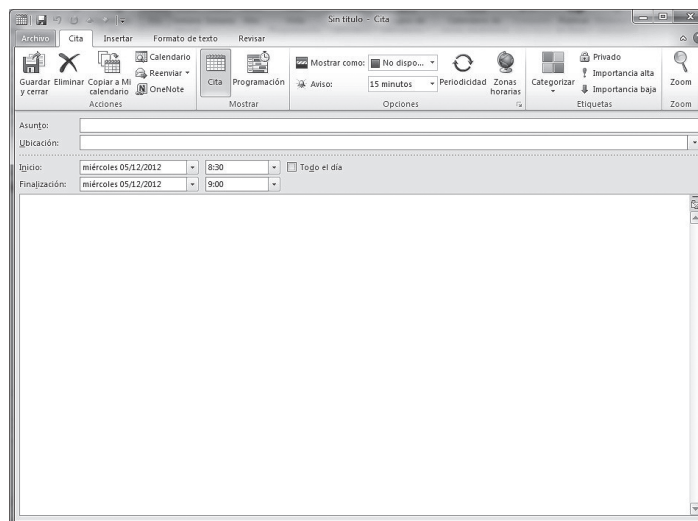 Sin título - Cita
Archivo Cita Insertar Formato de texto Revisar
Guardar y cerrar Eliminar Copiar a Mi calendario Calendario Reenviar OneNote Cita Programación Mostrar como: No dispo... Aviso: 15 minutos Periodicidad Zonas horarias Categorizar Privado Importancia alta Importancia baja Zoom
Acciones Mostrar Opciones Etiquetas Zoom
Asunto:
Ubicación:
Inicio: miércoles 05/12/2012 8:30 Todo el día
Finalización: miércoles 05/12/2012 9:00